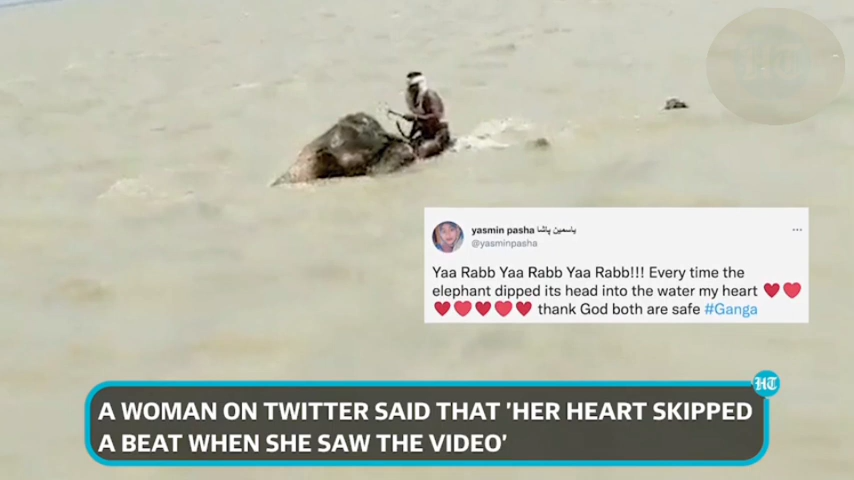 HT
yasmin pasha یاسمین پاشا
@yasminpasha
Yaa Rabb Yaa Rabb Yaa Rabb!!! Every time the
elephant dipped its head into the water my heart ♥️♥️
♥️♥️♥️♥️♥️ thank God both are safe #Ganga
HT
A WOMAN ON TWITTER SAID THAT 'HER HEART SKIPPED
A BEAT WHEN SHE SAW THE VIDEO'